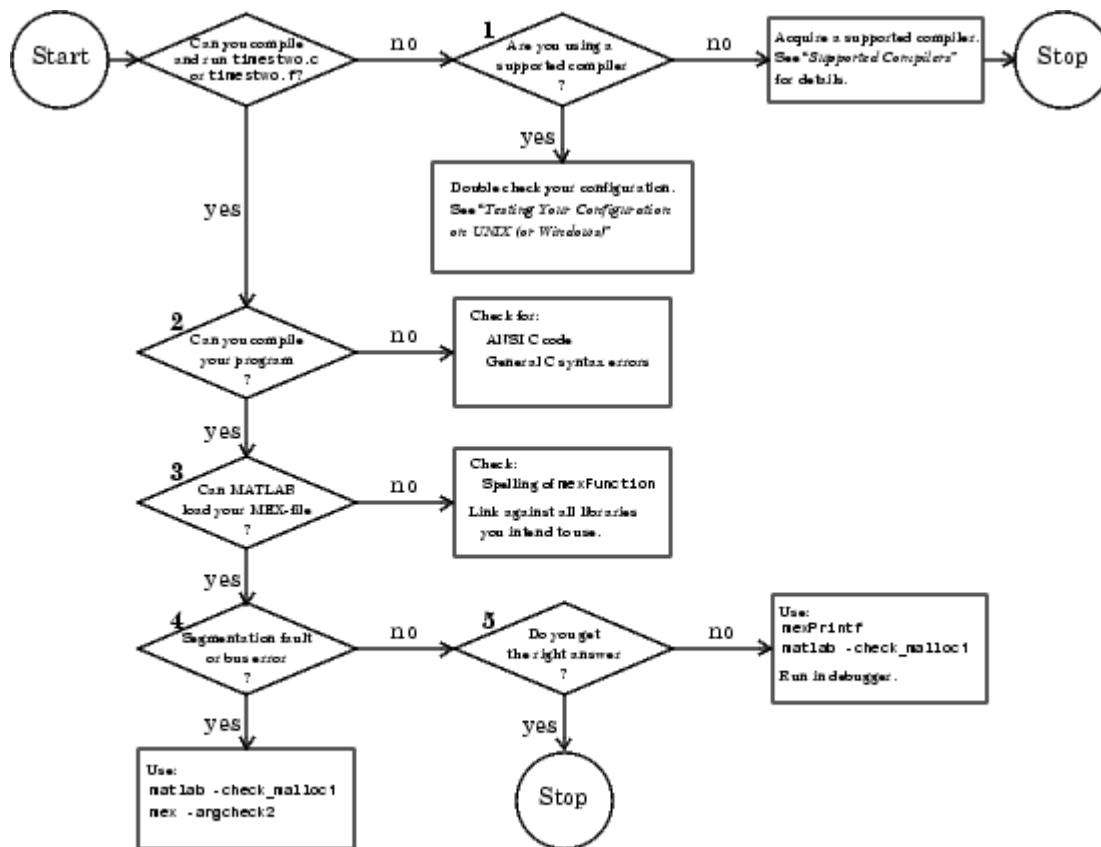 Start
Can you compile
and run timestwo.c
or timestwo.f?
no
1
Are you using a
supported compiler
?
no
Acquire a supported compiler.
See "Supported Compilers"
for details.
Stop
yes
Double check your configuration.
See "Testing Your Configuration
on UNIX (or Windows)"
yes
2
Can you compile
your program
?
no
Check for:
ANSI C code
General C syntax errors
yes
3
Can MATLAB
load your MEX-file
?
no
Check:
Spelling of mexFunction
Link against all libraries
you intend to use.
yes
4
Segmentation fault
or bus error
?
no
5
Do you get
the right answer
?
no
Use:
mexPrintf
matlab -check_malloc1
Run in debugger.
yes
Use:
matlab -check_malloc1
mex -argcheck2
yes
Stop